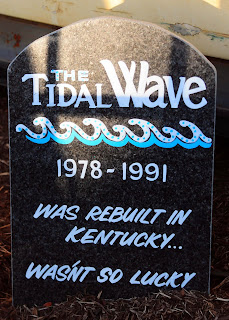 THE
TIDAL WAVE
1978-1991
WAS REBUILT IN
KENTUCKY...
WASN'T SO LUCKY